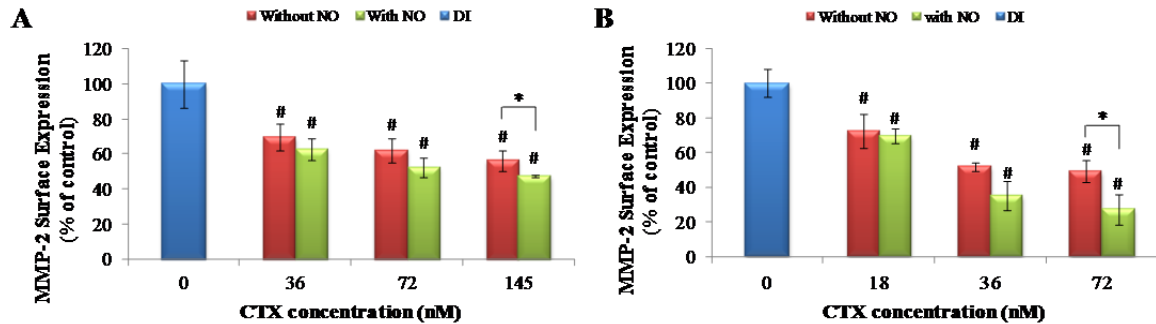 A
Without NO With NO DI
MMP-2 Surface Expression
(% of control)
120
100
80
60
40
20
0
#
#
#
#
*
#
#
0 36 72 145
CTX concentration (nM)
B
Without NO with NO DI
MMP-2 Surface Expression
(% of control)
120
100
80
60
40
20
0
#
#
#
#
*
#
#
0 18 36 72
CTX concentration (nM)